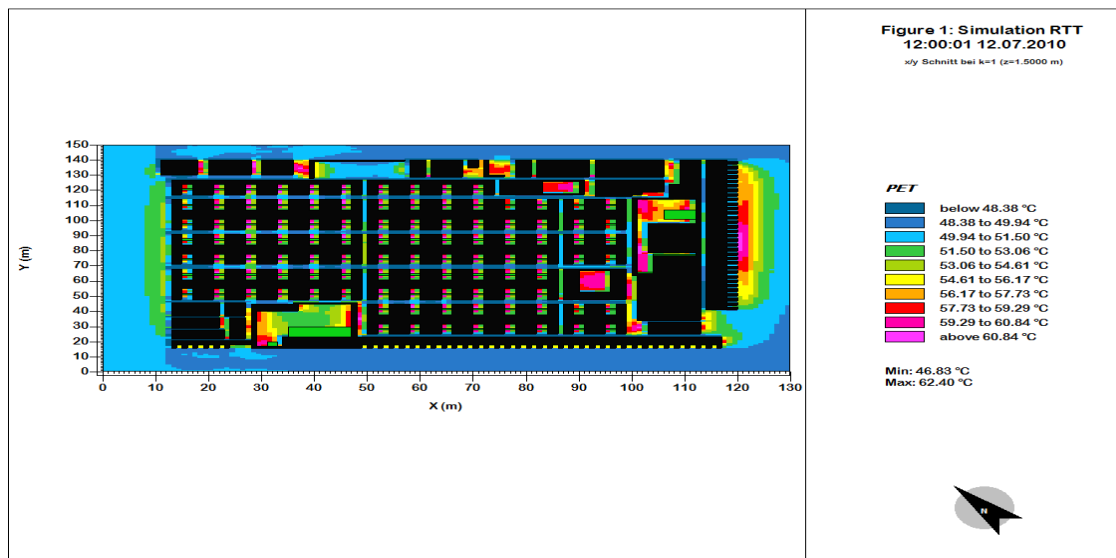 Figure 1: Simulation RTT
12:00:01 12.07.2010
x/y Schnitt bei k=1 (z=1.5000 m)
150
140
130
120
110
100
90
80
70
60
50
40
30
20
10
0
Y (m)
0 10 20 30 40 50 60 70 80 90 100 110 120 130
X (m)
PET
below 48.38 °C
48.38 to 49.94 °C
49.94 to 51.50 °C
51.50 to 53.06 °C
53.06 to 54.61 °C
54.61 to 56.17 °C
56.17 to 57.73 °C
57.73 to 59.29 °C
59.29 to 60.84 °C
above 60.84 °C
Min: 46.83 °C
Max: 62.40 °C
N